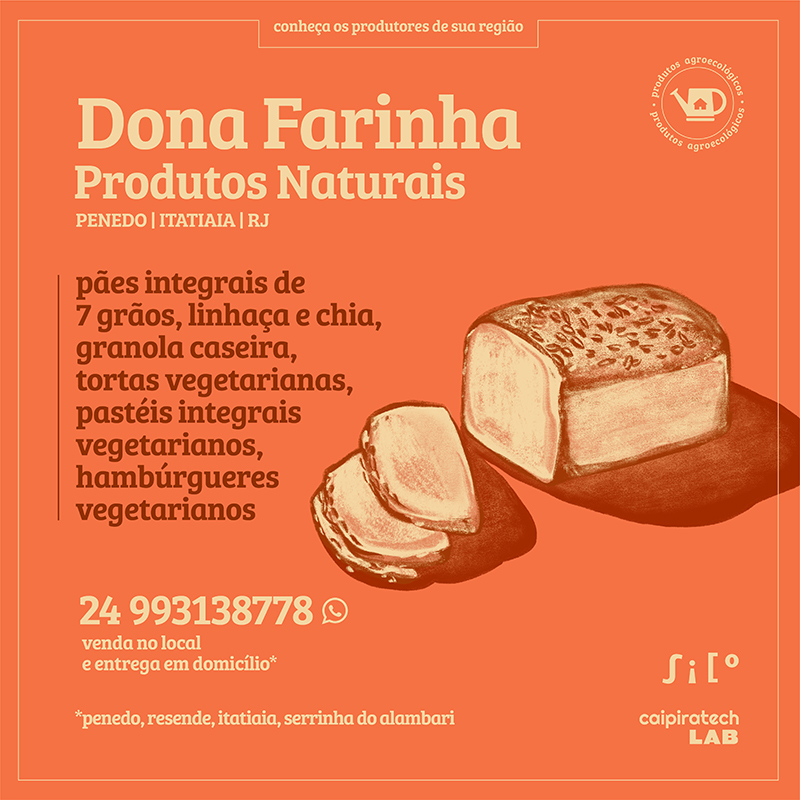 conheça os produtores de sua região
• produtos agroecológicos • produtos agroecológicos
Dona Farinha
Produtos Naturais
PENEDO | ITATIAIA | RJ
pães integrais de
7 grãos, linhaça e chia,
granola caseira,
tortas vegetarianas,
pastéis integrais
vegetarianos,
hambúrgueres
vegetarianos
24 993138778
venda no local
e entrega em domicílio*
*penedo, resende, itatiaia, serrinha do alambari
caipiratech
LAB